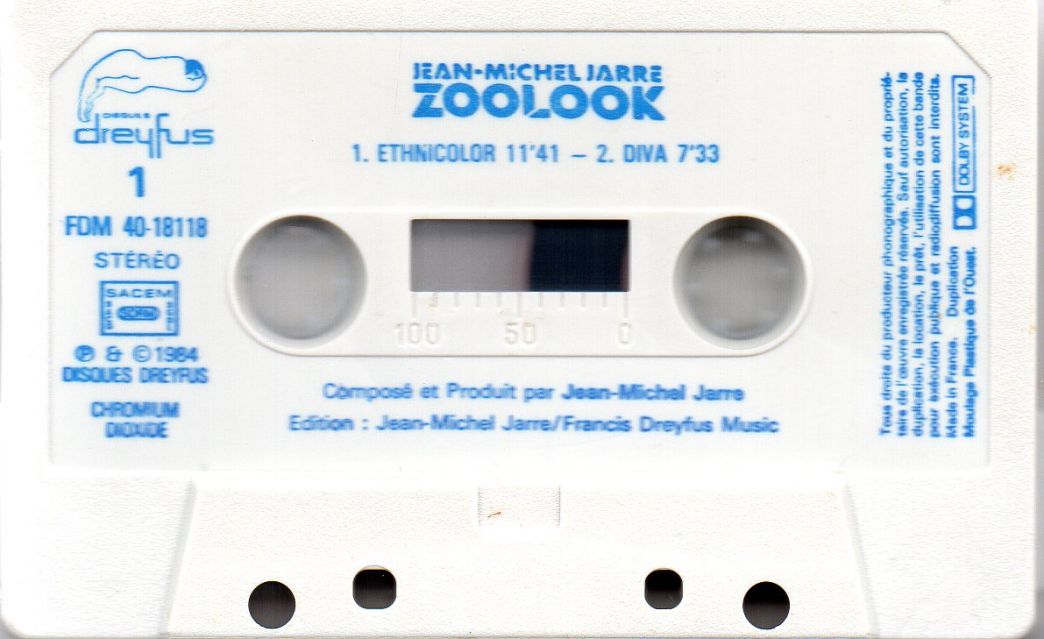 JEAN-MICHEL JARRE
ZOOLOOK
1. ETHNICOLOR 11'41 – 2. DIVA 7'33
DISQUES
dreyfus
1
FDM 40-18118
STÉRÉO
SACEM
SDRM
℗ & © 1984
DISQUES DREYFUS
CHROMIUM
DIOXIDE
100 50 0
Composé et Produit par Jean-Michel Jarre
Edition : Jean-Michel Jarre/Francis Dreyfus Music
Tous droits du producteur phonographique et du proprié-
taire de l'œuvre enregistrée réservés. Sauf autorisation, la
duplication, la location, le prêt, l'utilisation de cette bande
pour exécution publique et radiodiffusion sont interdits.
Made in France. Duplication
Moulage Plastique de l'Ouest.
DOLBY SYSTEM